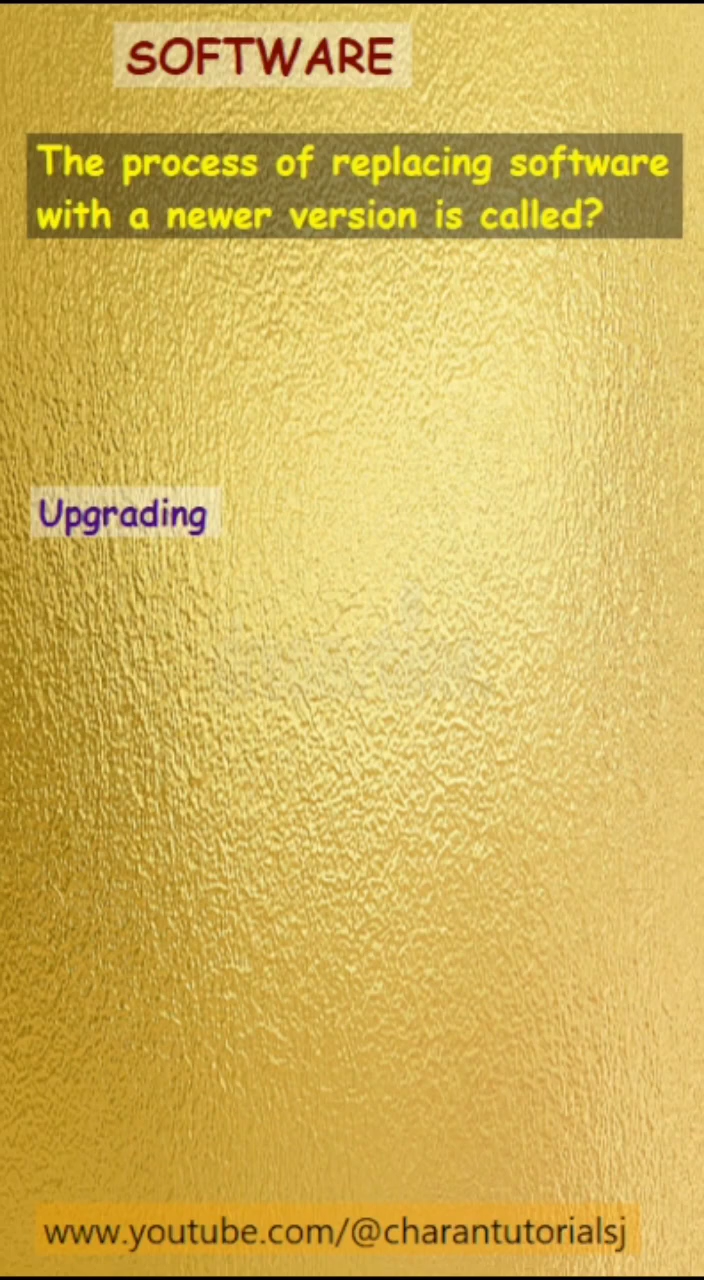 SOFTWARE
The process of replacing software
with a newer version is called?
Upgrading
www.youtube.com/@charantutorialsj